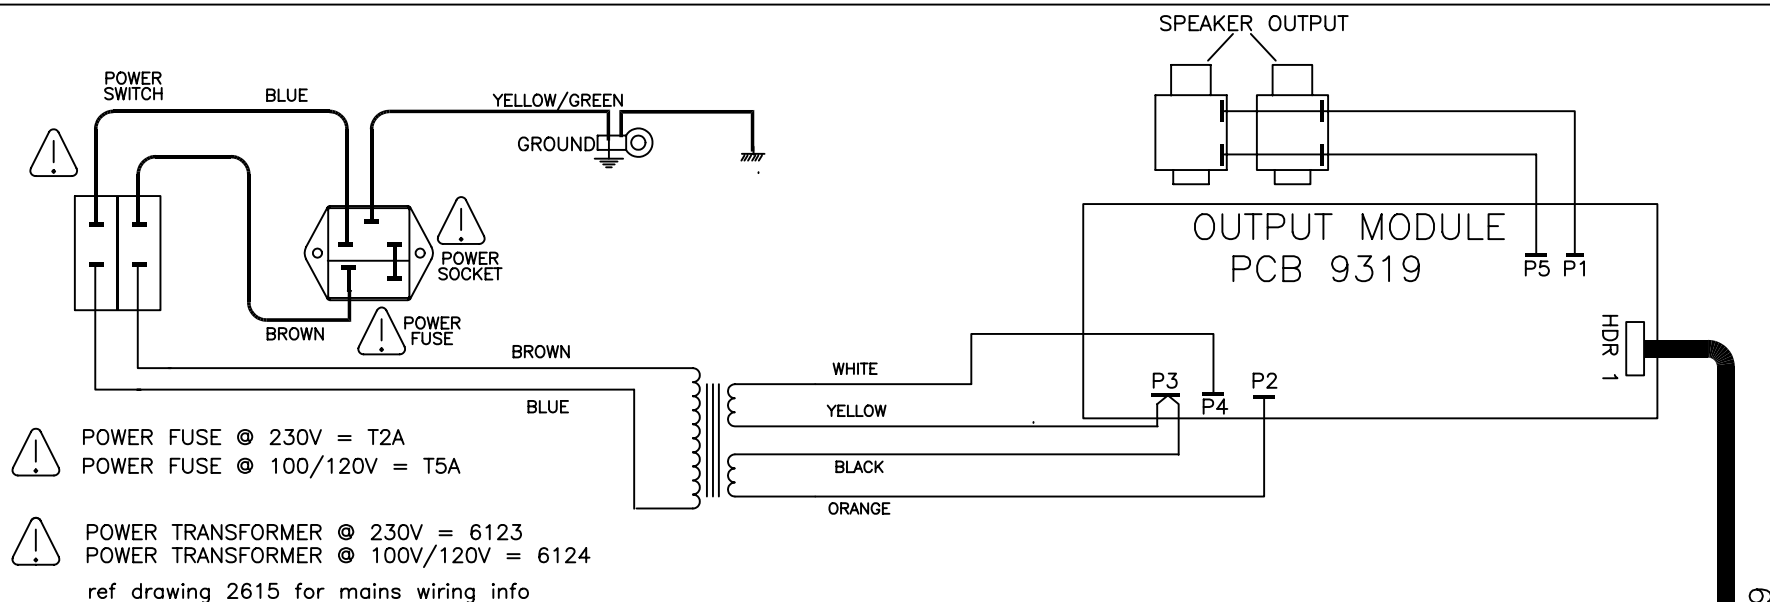 SPEAKER OUTPUT
POWER
SWITCH
BLUE
YELLOW/GREEN
GROUND
POWER
SOCKET
OUTPUT MODULE
PCB 9319
P5 P1
BROWN
POWER
FUSE
HDR 1
BROWN
WHITE
P3
P4
P2
BLUE
YELLOW
POWER FUSE @ 230V = T2A
POWER FUSE @ 100/120V = T5A
BLACK
ORANGE
POWER TRANSFORMER @ 230V = 6123
POWER TRANSFORMER @ 100V/120V = 6124
ref drawing 2615 for mains wiring info